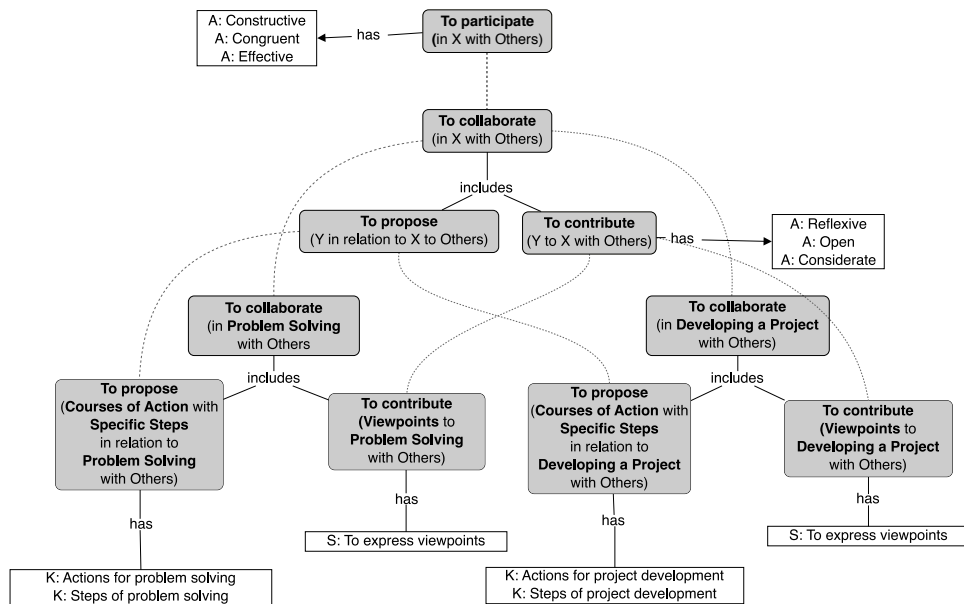 A: Constructive
A: Congruent
A: Effective
has
To participate
(in X with Others)
To collaborate
(in X with Others)
includes
To propose
(Y in relation to X to Others)
To contribute
(Y to X with Others)
has
A: Reflexive
A: Open
A: Considerate
To collaborate
(in Problem Solving
with Others
To collaborate
(in Developing a Project
with Others)
includes
includes
To propose
(Courses of Action with
Specific Steps
in relation to
Problem Solving
with Others)
To contribute
(Viewpoints to
Problem Solving
with Others)
To propose
(Courses of Action with
Specific Steps
in relation to
Developing a Project
with Others)
To contribute
(Viewpoints to
Developing a Project
with Others)
has
has
has
has
S: To express viewpoints
S: To express viewpoints
K: Actions for problem solving
K: Steps of problem solving
K: Actions for project development
K: Steps of project development